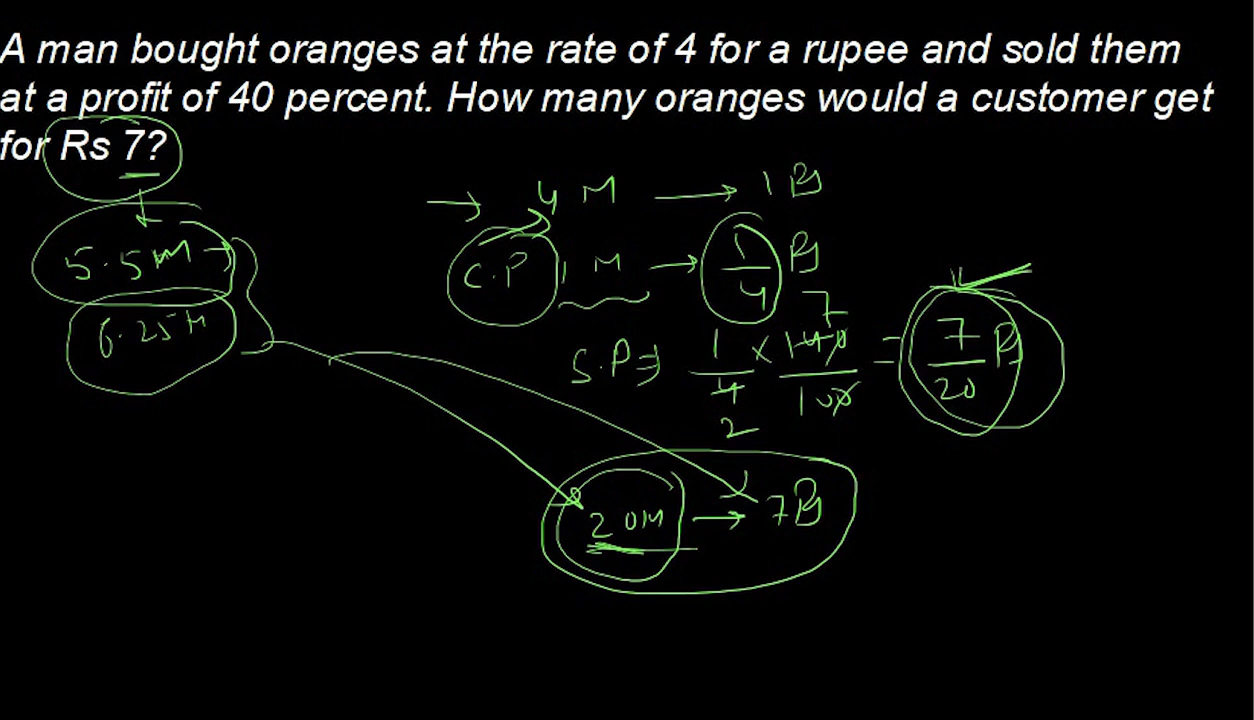 A man bought oranges at the rate of 4 for a rupee and sold them
at a profit of 40 percent. How many oranges would a customer get
for Rs 7?
4 M → 1 Rs
5.5 M →
C.P 1 M → 1/4 Rs
6.25 M
S.P ⇒ 1/4 × 140/100 = 7/20 Rs
7
2
20 M → 7 Rs